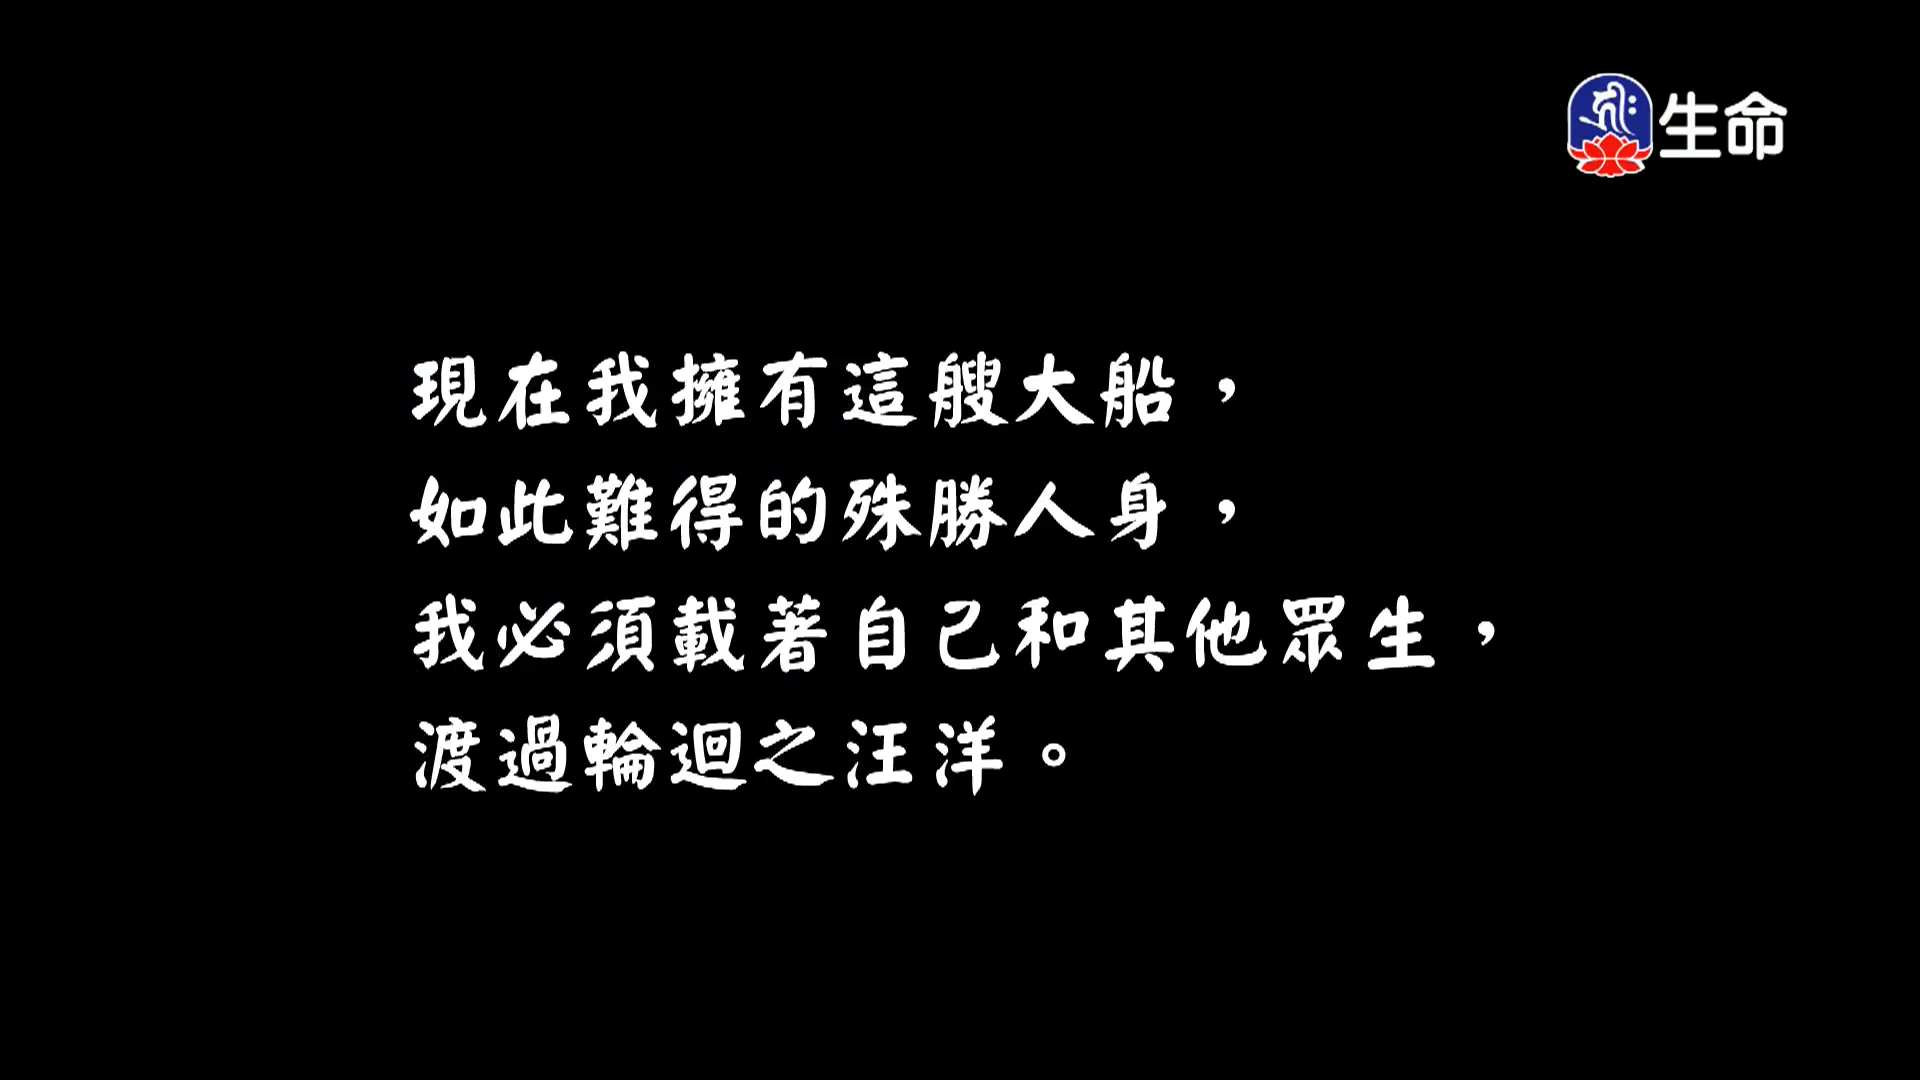 生命
現在我擁有這艘大船，
如此難得的殊勝人身，
我必須載著自己和其他眾生，
渡過輪迴之汪洋。